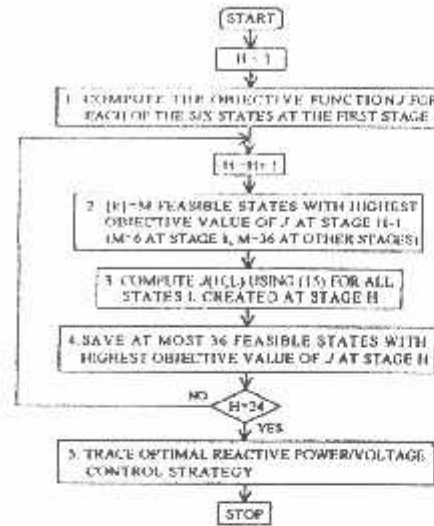 START
H = 1
1. COMPUTE THE OBJECTIVE FUNCTION J FOR
EACH OF THE SIX STATES AT THE FIRST STAGE
2. {K}=M FEASIBLE STATES WITH HIGHEST
OBJECTIVE VALUE OF J AT STAGE H-1
(M=6 AT STAGE 1, M=36 AT OTHER STAGES)
3. COMPUTE USING (15) FOR ALL
STATES L CREATED AT STAGE H
4. SAVE AT MOST 36 FEASIBLE STATES WITH
HIGHEST OBJECTIVE VALUE OF J AT STAGE H
NO
H=24
YES
5. TRACE OPTIMAL REACTIVE POWER/VOLTAGE
CONTROL STRATEGY
STOP